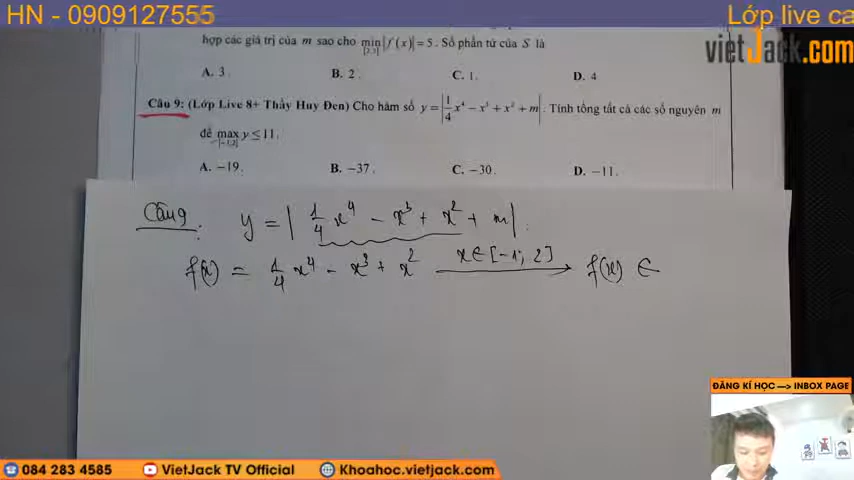 HN - 0909127555
Lớp live ca
vietJack.com
hợp các giá trị của m sao cho min |f(x)| = 5. Số phần tử của S là
A. 3.
B. 2.
C. 1.
D. 4
Câu 9: (Lớp Live 8+ Thầy Huy Đen) Cho hàm số y = |1/4 x⁴ − x³ + x² + m|. Tính tổng tất cả các số nguyên m
để max y ≤ 11.
[−1;2]
A. −19.
B. −37.
C. −30.
D. −11.
Câu 9: y = | 1/4 x⁴ − x³ + x² + m |.
f(x) = 1/4 x⁴ − x³ + x² x ∈ [−1; 2] → f(x) ∈
ĐĂNG KÍ HỌC → INBOX PAGE
084 283 4585
VietJack TV Official
Khoahoc.vietjack.com